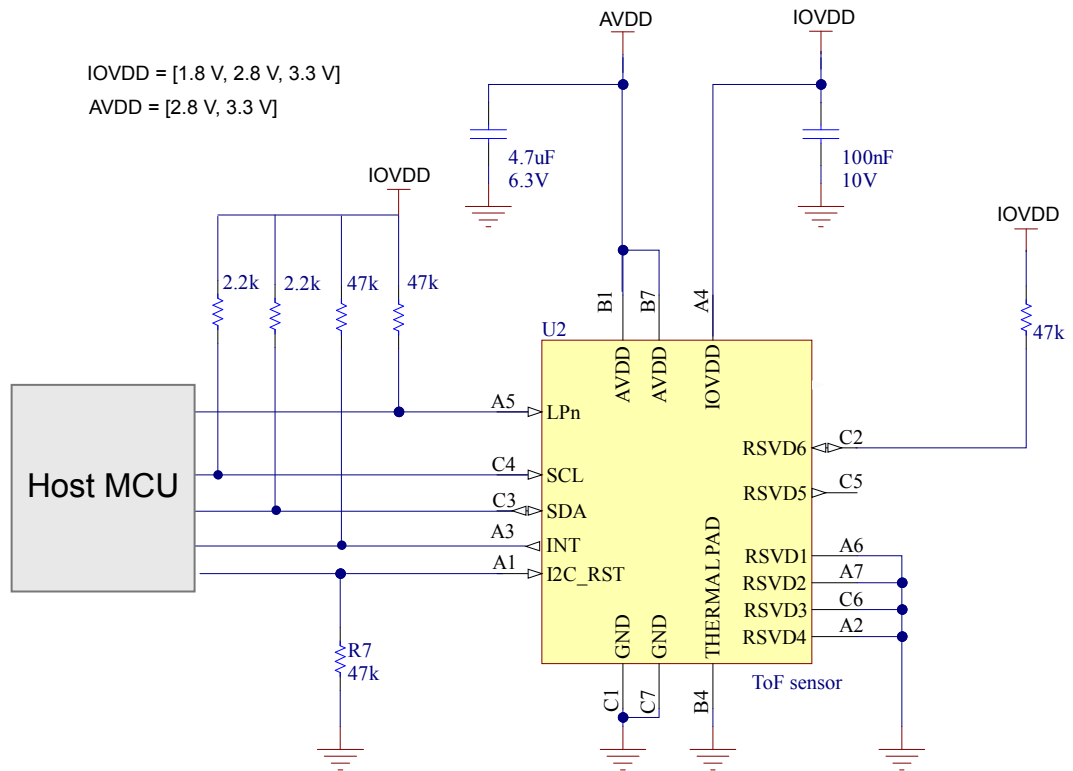 AVDD
IOVDD
IOVDD = [1.8 V, 2.8 V, 3.3 V]
AVDD = [2.8 V, 3.3 V]
4.7uF
6.3V
100nF
10V
IOVDD
IOVDD
2.2k
2.2k
47k
47k
47k
B1
B7
A4
U2
AVDD
AVDD
IOVDD
Host MCU
A5
LPn
C4
SCL
C3
SDA
A3
INT
A1
I2C_RST
RSVD6
C2
RSVD5
C5
RSVD1
A6
RSVD2
A7
RSVD3
C6
RSVD4
A2
GND
GND
THERMAL PAD
R7
47k
C1
C7
B4
ToF sensor